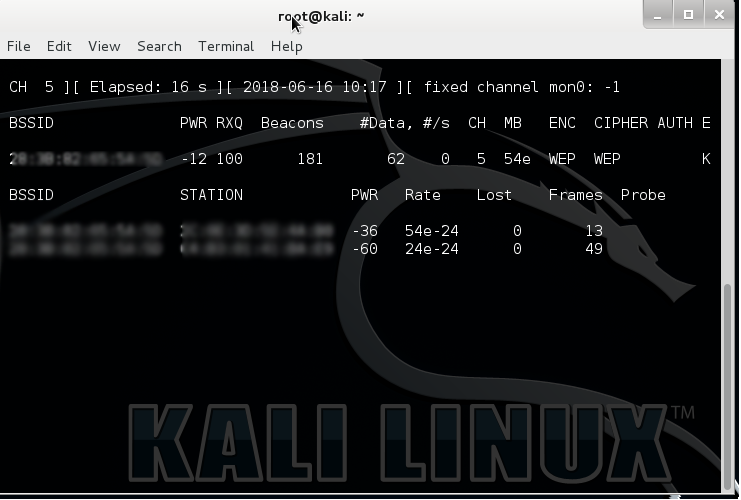 root@kali: ~
File Edit View Search Terminal Help
CH 5 ][ Elapsed: 16 s ][ 2018-06-16 10:17 ][ fixed channel mon0: -1
BSSID PWR RXQ Beacons #Data, #/s CH MB ENC CIPHER AUTH E
-12 100 181 62 0 5 54e WEP WEP K
BSSID STATION PWR Rate Lost Frames Probe
-36 54e-24 0 13
-60 24e-24 0 49
KALI LINUX™